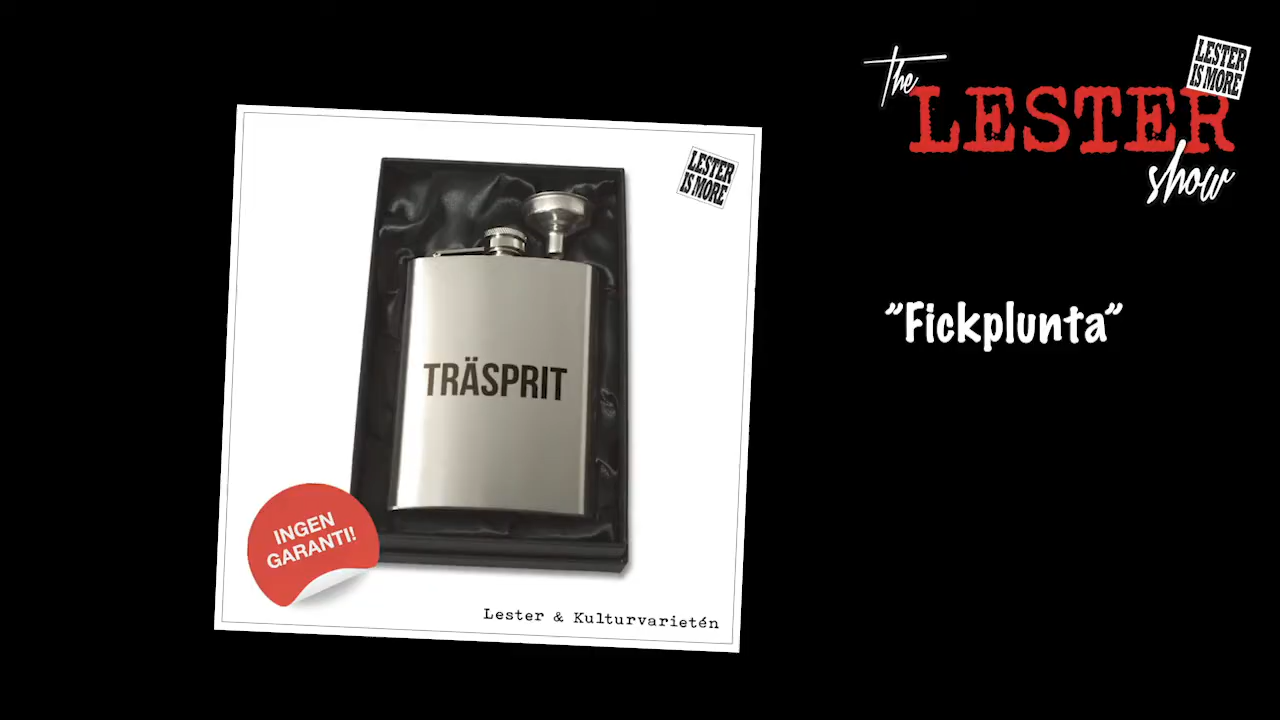 the
LESTER
show
LESTER
IS MORE
LESTER
IS MORE
TRÄSPRIT
INGEN
GARANTI!
Lester & Kulturvarietén
"Fickplunta"